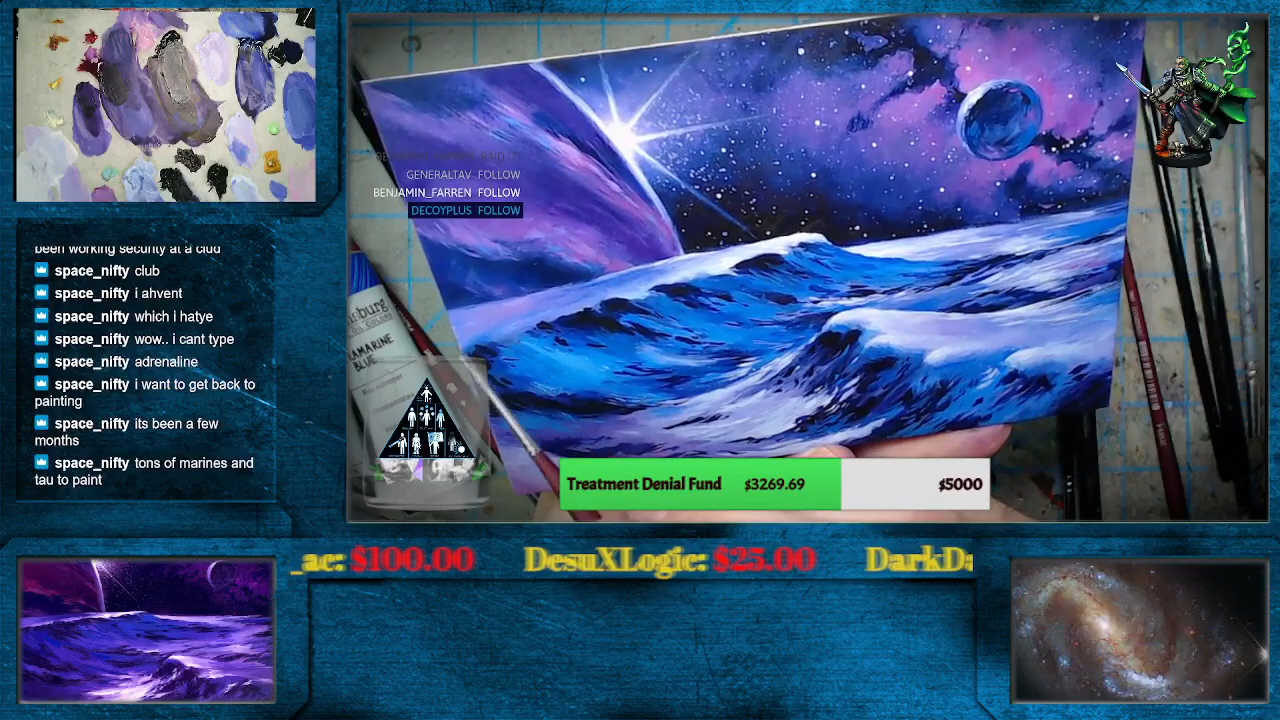 GENERALTAV FOLLOW
BENJAMIN_FARREN FOLLOW
DECOYPLUS FOLLOW
been working security at a club
space_nifty club
space_nifty i ahvent
space_nifty which i hatye
space_nifty wow.. i cant type
space_nifty adrenaline
space_nifty i want to get back to
painting
space_nifty its been a few
months
space_nifty tons of marines and
tau to paint
BLUE
Treatment Denial Fund $3269.69 $5000
_ac: $100.00 DesuXLogic: $25.00 DarkDa